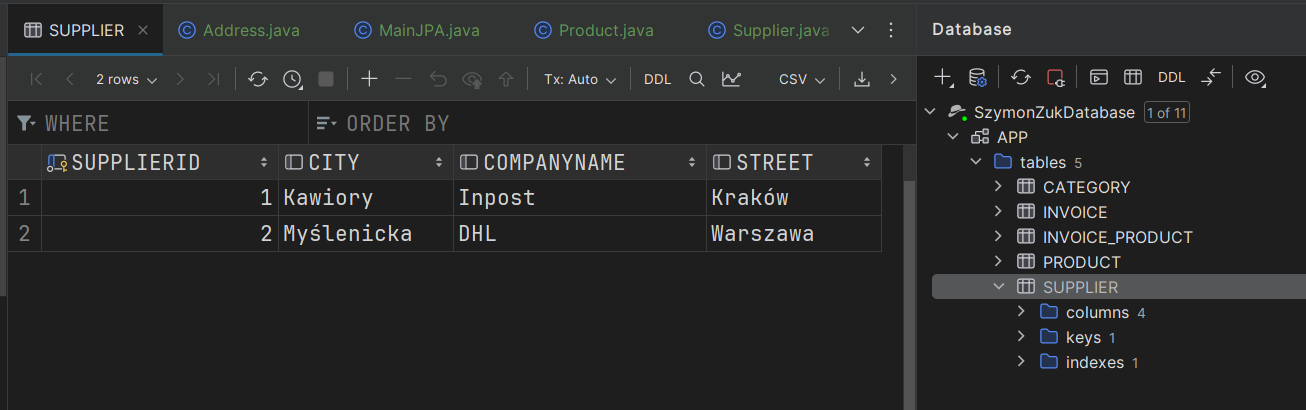 SUPPLIER Address.java MainJPA.java Product.java Supplier.java
Database
2 rows Tx: Auto DDL CSV
DDL
WHERE ORDER BY
SUPPLIERID CITY COMPANYNAME STREET
1 1 Kawiory Inpost Kraków
2 2 Myślenicka DHL Warszawa
SzymonZukDatabase 1 of 11
APP
tables 5
CATEGORY
INVOICE
INVOICE_PRODUCT
PRODUCT
SUPPLIER
columns 4
keys 1
indexes 1